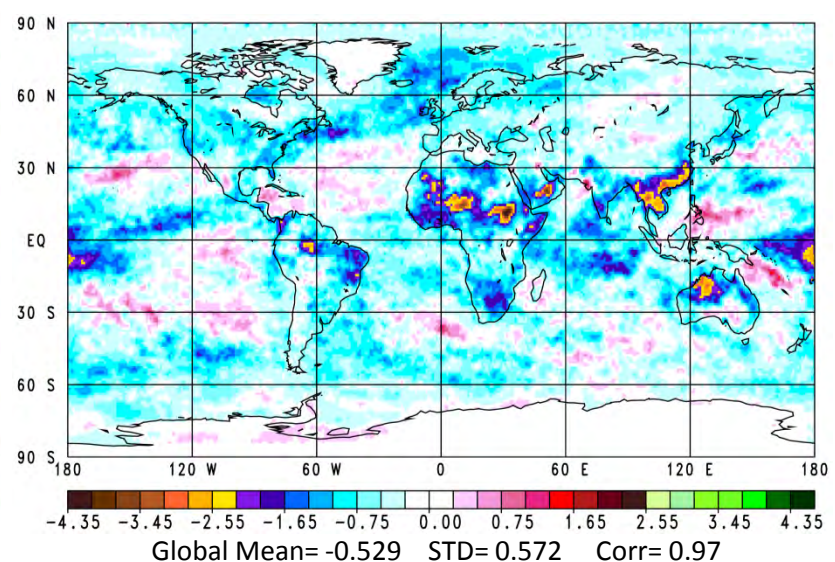 90 N
60 N
30 N
EQ
30 S
60 S
90 S
180 120 W 60 W 0 60 E 120 E 180
-4.35 -3.45 -2.55 -1.65 -0.75 0.00 0.75 1.65 2.55 3.45 4.35
Global Mean= -0.529 STD= 0.572 Corr= 0.97